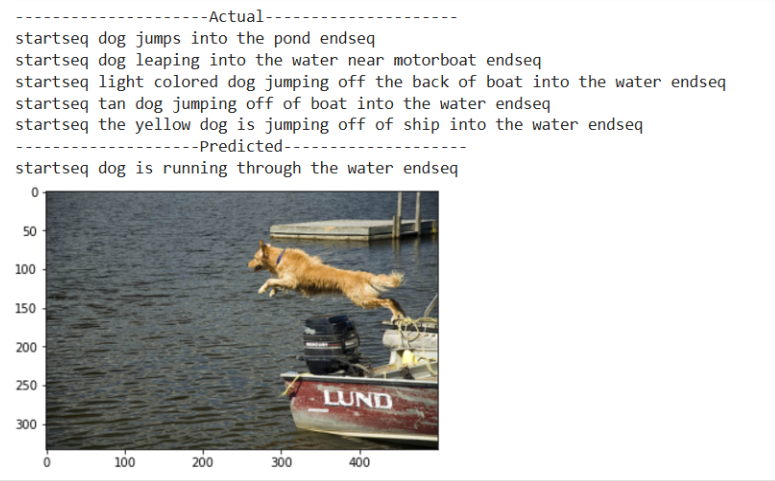 ---------------------Actual---------------------
startseq dog jumps into the pond endseq
startseq dog leaping into the water near motorboat endseq
startseq light colored dog jumping off the back of boat into the water endseq
startseq tan dog jumping off of boat into the water endseq
startseq the yellow dog is jumping off of ship into the water endseq
--------------------Predicted--------------------
startseq dog is running through the water endseq
0
50
100
150
200
250
300
LUND
0 100 200 300 400